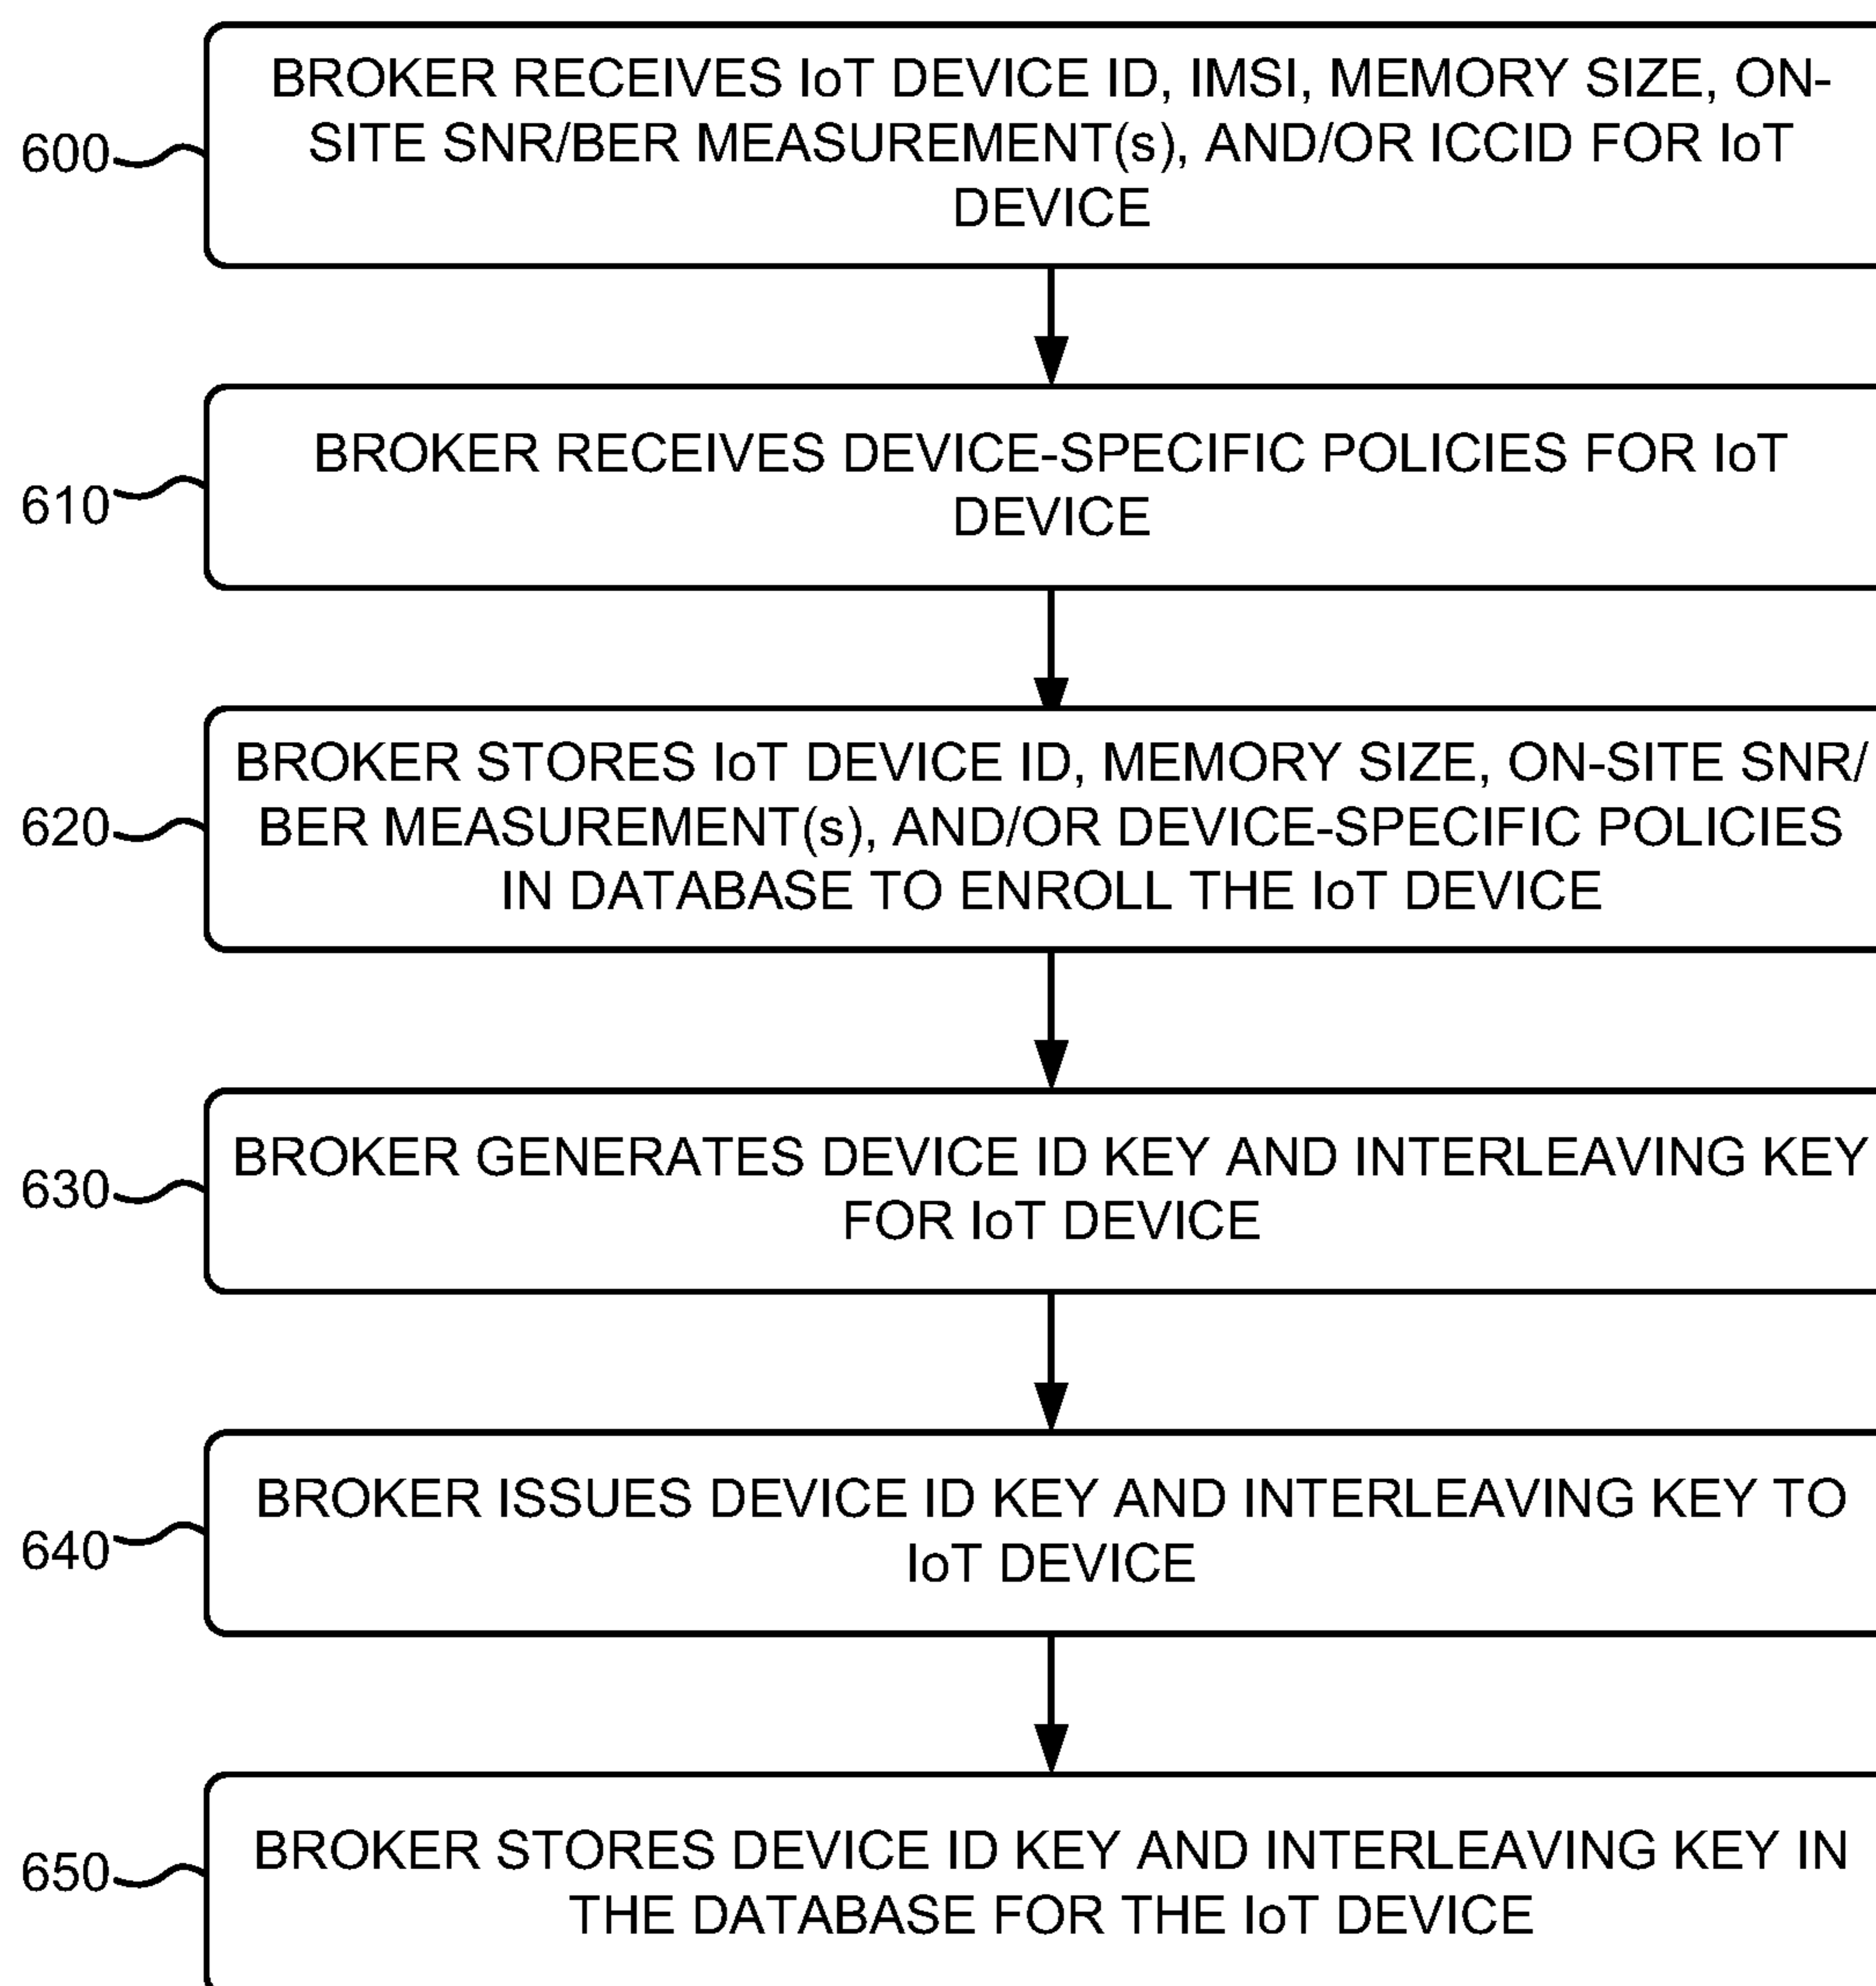 BROKER RECEIVES IoT DEVICE ID, IMSI, MEMORY SIZE, ON-
SITE SNR/BER MEASUREMENT(s), AND/OR ICCID FOR IoT
DEVICE
600
BROKER RECEIVES DEVICE-SPECIFIC POLICIES FOR IoT
DEVICE
610
BROKER STORES IoT DEVICE ID, MEMORY SIZE, ON-SITE SNR/
BER MEASUREMENT(s), AND/OR DEVICE-SPECIFIC POLICIES
IN DATABASE TO ENROLL THE IoT DEVICE
620
BROKER GENERATES DEVICE ID KEY AND INTERLEAVING KEY
FOR IoT DEVICE
630
BROKER ISSUES DEVICE ID KEY AND INTERLEAVING KEY TO
IoT DEVICE
640
BROKER STORES DEVICE ID KEY AND INTERLEAVING KEY IN
THE DATABASE FOR THE IoT DEVICE
650